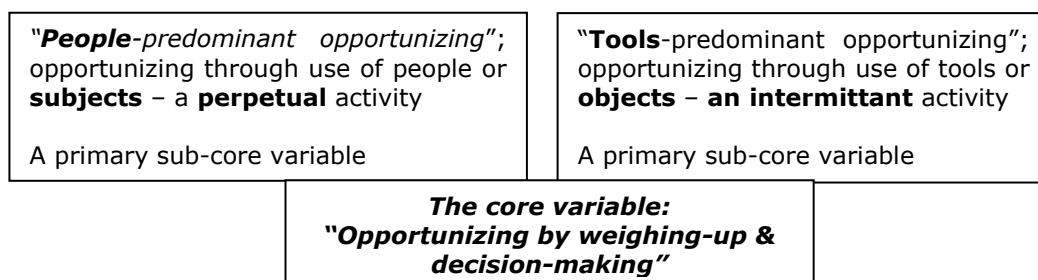 “People-predominant opportunizing”;
opportunizing through use of people or
subjects – a perpetual activity
A primary sub-core variable
“Tools-predominant opportunizing”;
opportunizing through use of tools or
objects – an intermittant activity
A primary sub-core variable
The core variable:
“Opportunizing by weighing-up &
decision-making”